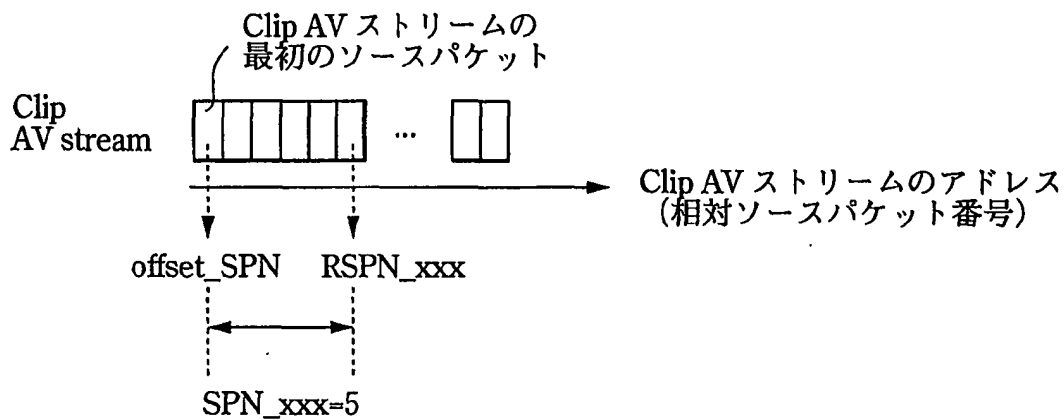 Clip AV ストリームの
最初のソースパケット
Clip
AV stream
...
Clip AV ストリームのアドレス
(相対ソースパケット番号)
offset_SPN
RSPN_xxx
SPN_xxx=5